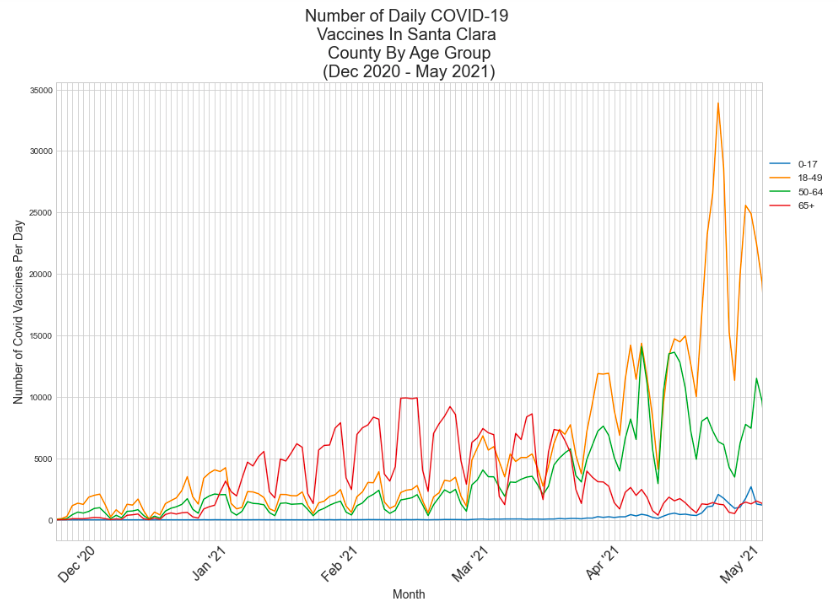 Number of Daily COVID-19
Vaccines In Santa Clara
County By Age Group
(Dec 2020 - May 2021)
35000
30000
25000
20000
15000
10000
5000
0
Number of Covid Vaccines Per Day
0-17
18-49
50-64
65+
Dec '20
Jan '21
Feb '21
Mar '21
Apr '21
May '21
Month